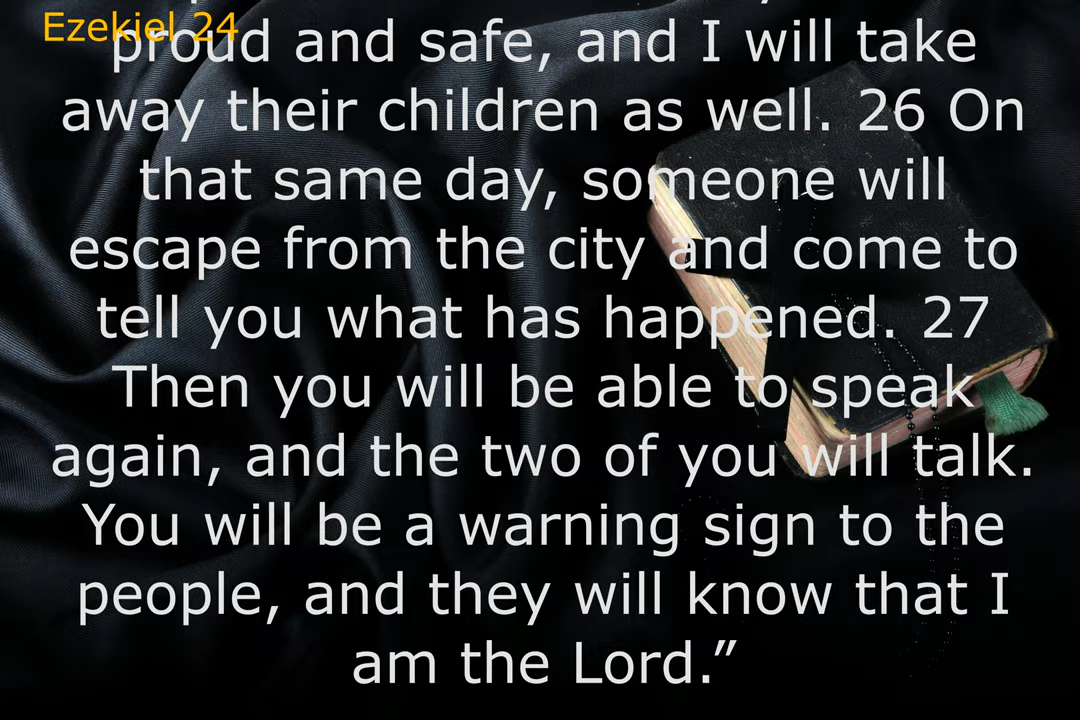 Ezekiel 24
proud and safe, and I will take
away their children as well. 26 On
that same day, someone will
escape from the city and come to
tell you what has happened. 27
Then you will be able to speak
again, and the two of you will talk.
You will be a warning sign to the
people, and they will know that I
am the Lord.”